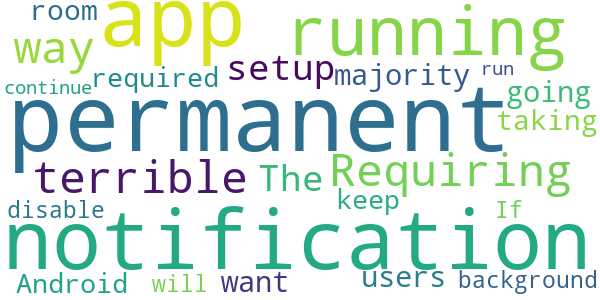 room app running
way
required setup majority run
continue going
permanent taking
terrible The Requiring
keep
disable If
notification
Android will want users background